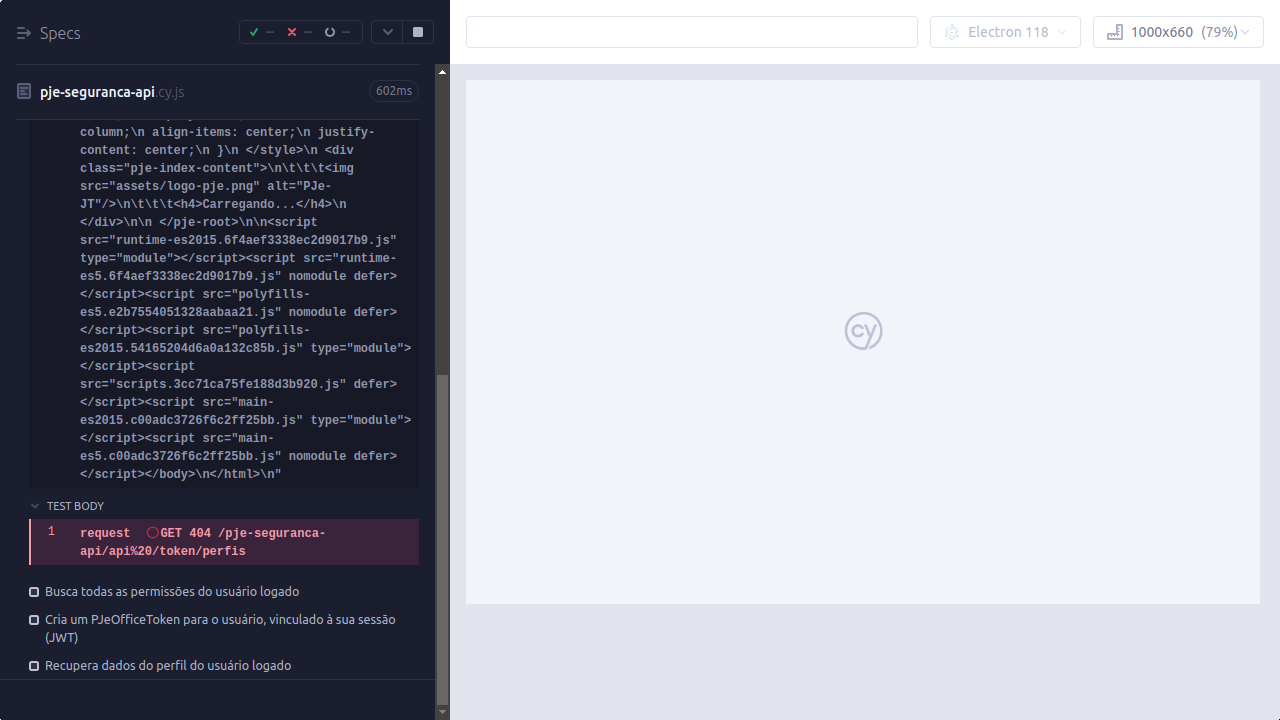 Specs
-- -- --
Electron 118
1000x660 (79%)
pje-seguranca-api.cy.js
602ms
column;\n align-items: center;\n justify-
content: center;\n }\n </style>\n <div
class="pje-index-content">\n\t\t\t<img
src="assets/logo-pje.png" alt="PJe-
JT"/>\n\t\t\t<h4>Carregando...</h4>\n
</div>\n\n </pje-root>\n\n<script
src="runtime-es2015.6f4aef3338ec2d9017b9.js"
type="module"></script><script src="runtime-
es5.6f4aef3338ec2d9017b9.js" nomodule defer>
</script><script src="polyfills-
es5.e2b7554051328aabaa21.js" nomodule defer>
</script><script src="polyfills-
es2015.54165204d6a0a132c85b.js" type="module">
</script><script
src="scripts.3cc71ca75fe188d3b920.js" defer>
</script><script src="main-
es2015.c00adc3726f6c2ff25bb.js" type="module">
</script><script src="main-
es5.c00adc3726f6c2ff25bb.js" nomodule defer>
</script></body>\n</html>\n"
TEST BODY
1 request GET 404 /pje-seguranca-
api/api%20/token/perfis
Busca todas as permissões do usuário logado
Cria um PJeOfficeToken para o usuário, vinculado à sua sessão
(JWT)
Recupera dados do perfil do usuário logado
cy